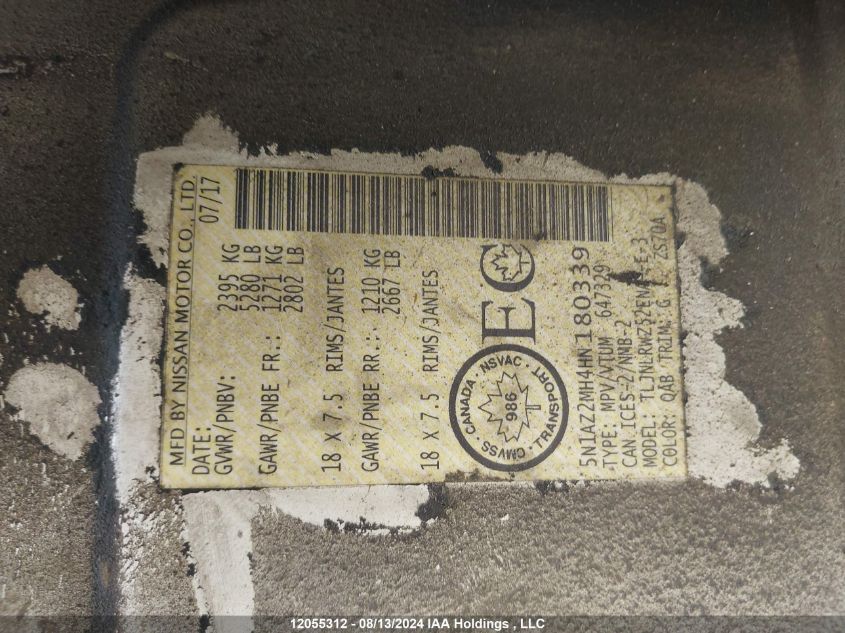 MFD BY NISSAN MOTOR CO., LTD.
DATE: 07/17
GVWR/PNBV: 2395 KG
5280 LB
GAWR/PNBE FR.: 1271 KG
2802 LB
18 X 7.5 RIMS/JANTES
GAWR/PNBE RR.: 1210 KG
2667 LB
18 X 7.5 RIMS/JANTES
CANADA · NSVAC · TRANSPORT · CMVSS
986
EC
5N1AZ2MH4HN180339
TYPE: MPV/VTUM 647329
CAN ICES-2/NMB-2
MODEL:
COLOR: QAB TRIM: G
12055312 - 08/13/2024 IAA Holdings , LLC